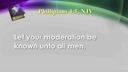 Philippians 4:5, NIV
Let your moderation be
known unto all men.